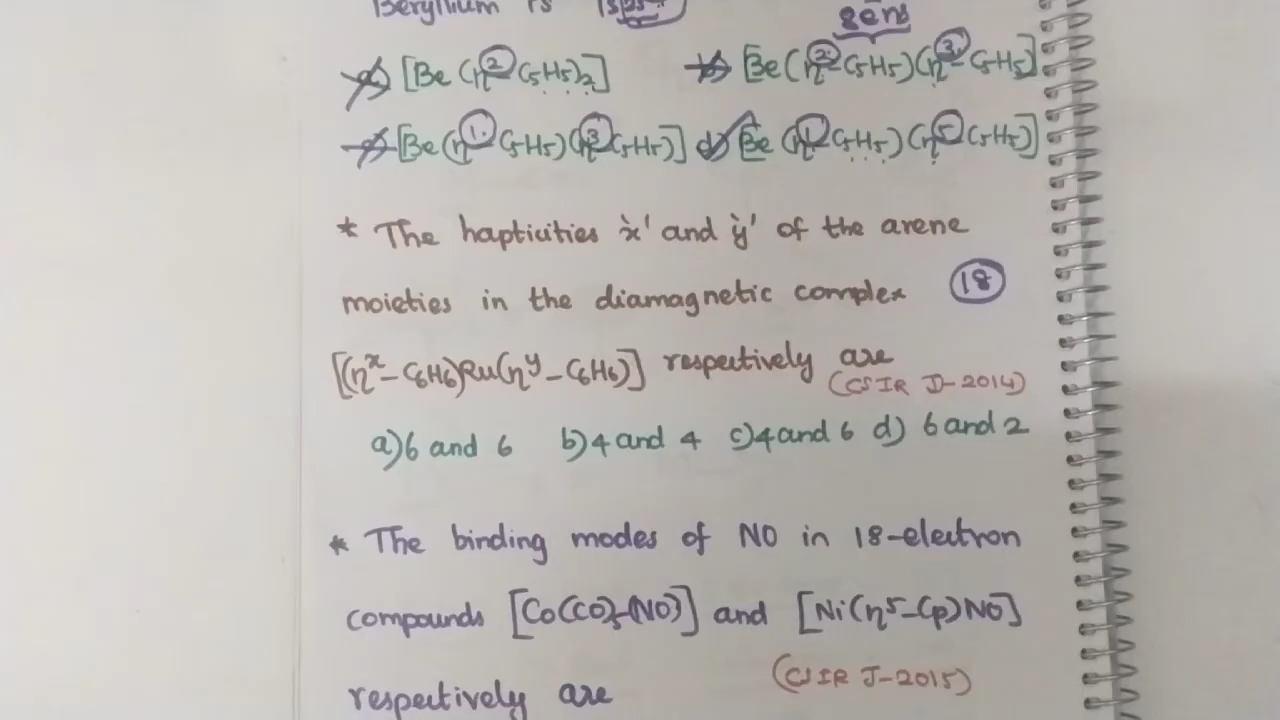 Beryllium is
8ens
a) [Be(η²-C5H5)2] b) [Be(η²-C5H5)(η³-C5H5]
c) [Be(η¹-C5H5)(η³-C5H5)] d) [Be(η¹-C5H5)(η⁵-C5H5)]
* The hapticities 'x' and 'y' of the arene
moieties in the diamagnetic complex 18
[(ηˣ-C6H6)Ru(ηʸ-C6H6)] respectively are
(CSIR D-2014)
a) 6 and 6 b) 4 and 4 c) 4 and 6 d) 6 and 2
* The binding modes of NO in 18-electron
compounds [Co(CO)3(NO)] and [Ni(η⁵-Cp)NO]
(CSIR J-2015)
respectively are